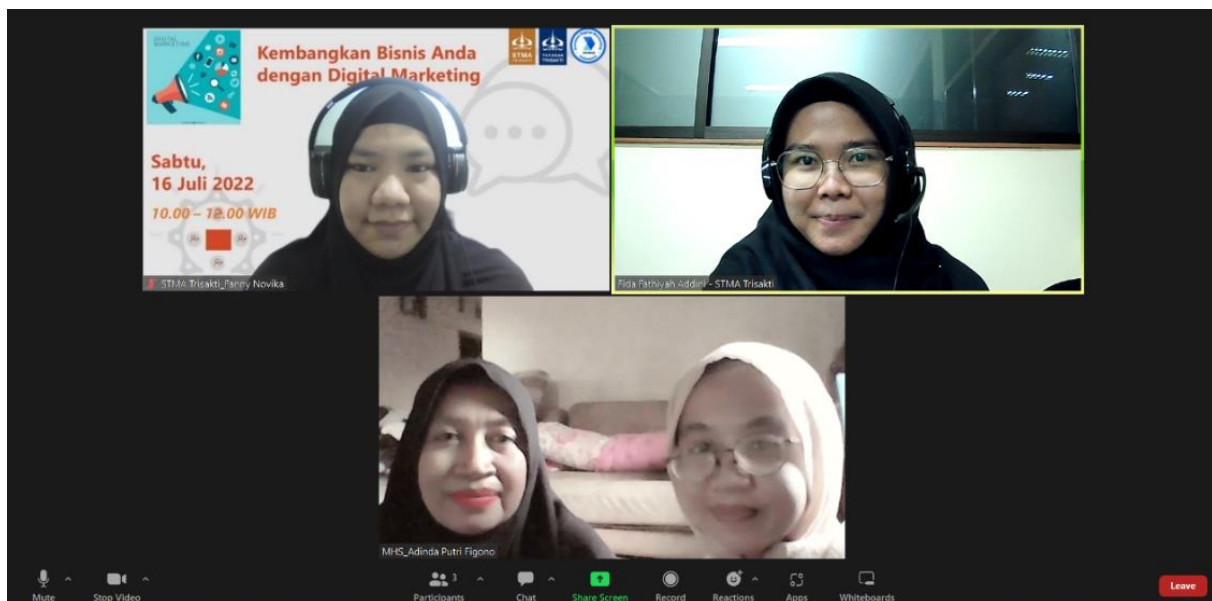 DIGITAL
MARKETING
Kembangkan Bisnis Anda
dengan Digital Marketing
STMA
TRISAKTI
Sabtu,
16 Juli 2022
10.00 – 12.00 WIB
STMA Trisakti_Fanny Novika
Fida Fathiyah Addini - STMA Trisakti
MHS_Adinda Putri Figono
3
Mute
Stop Video
Participants
Chat
Share Screen
Record
Reactions
Apps
Whiteboards
Leave